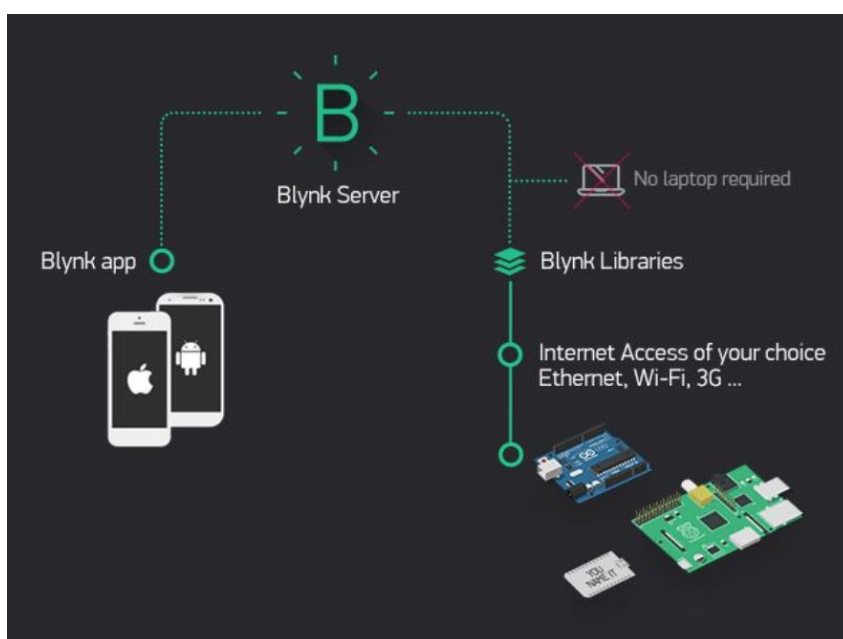 B
Blynk Server
No laptop required
Blynk app
Blynk Libraries
Internet Access of your choice
Ethernet, Wi-Fi, 3G ...
YOU
NAME IT